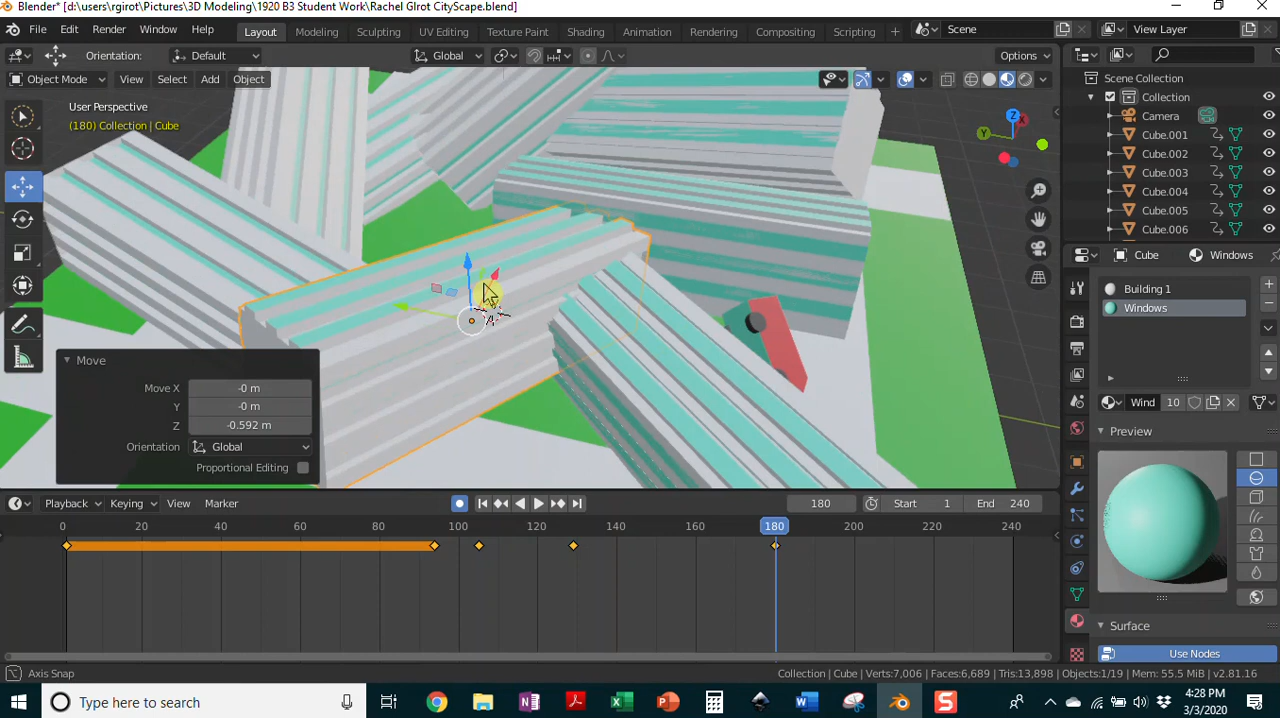 Blender* [d:\users\rgirot\Pictures\3D Modeling\1920 B3 Student Work\Rachel GIrot CityScape.blend]
File Edit Render Window Help Layout Modeling Sculpting UV Editing Texture Paint Shading Animation Rendering Compositing Scripting + Scene View Layer
Orientation: Default Global Options
Object Mode View Select Add Object
User Perspective
(180) Collection | Cube
Z
X
Y
Scene Collection
Collection
Camera
Cube.001
Cube.002
Cube.003
Cube.004
Cube.005
Cube.006
Cube Windows
Building 1
Windows
Wind 10
Preview
Surface
Use Nodes
Move
Move X -0 m
Y -0 m
Z -0.592 m
Orientation Global
Proportional Editing
Playback Keying View Marker 180 Start 1 End 240
0 20 40 60 80 100 120 140 160 180 200 220 240
Axis Snap Collection | Cube | Verts:7,006 | Faces:6,689 | Tris:13,898 | Objects:1/19 | Mem: 55.5 MiB | v2.81.16
Type here to search
4:28 PM
3/3/2020